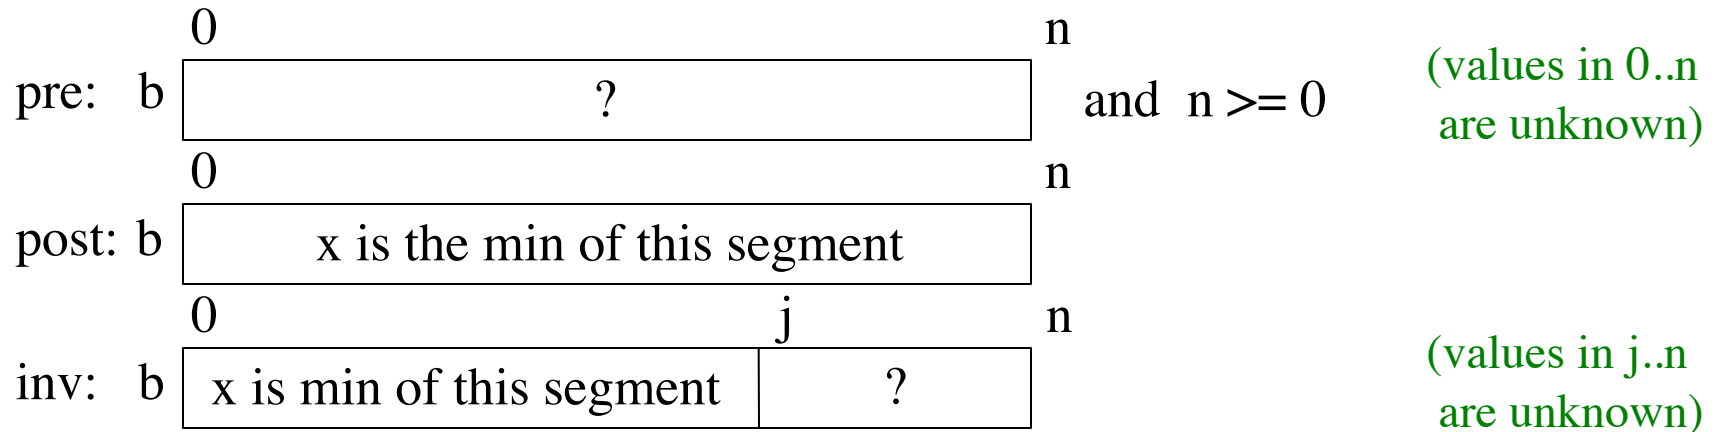 0 n
pre: b ? and n >= 0 (values in 0..n
are unknown)
0 n
post: b x is the min of this segment
0 j n
inv: b x is min of this segment ? (values in j..n
are unknown)